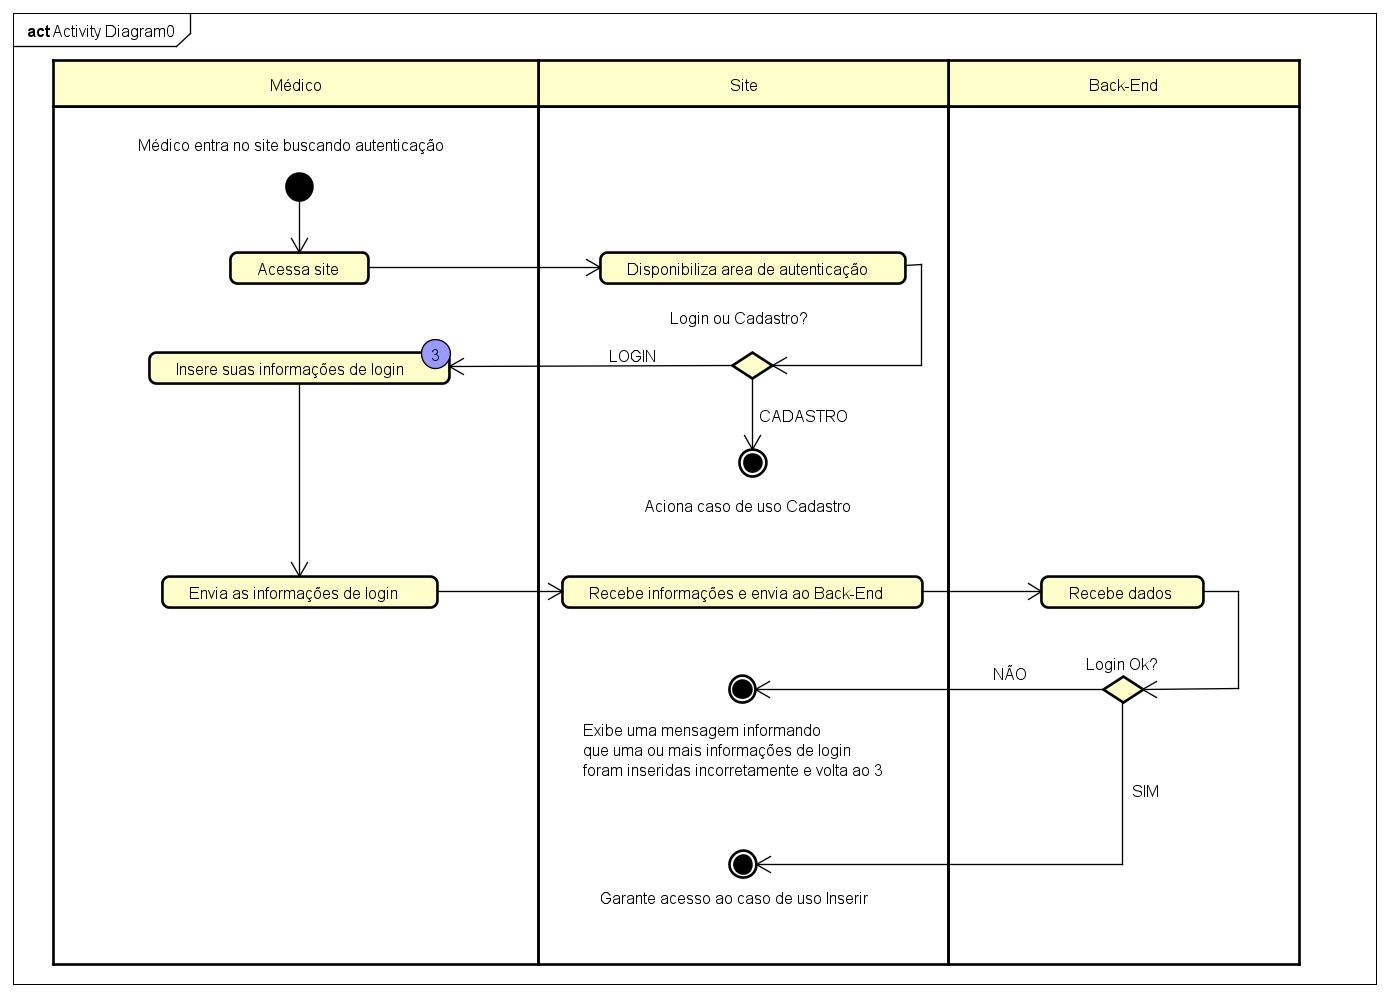 act Activity Diagram0
Médico
Site
Back-End
Médico entra no site buscando autenticação
Acessa site
Disponibiliza area de autenticação
Login ou Cadastro?
3
LOGIN
Insere suas informações de login
CADASTRO
Aciona caso de uso Cadastro
Envia as informações de login
Recebe informações e envia ao Back-End
Recebe dados
Login Ok?
NÃO
Exibe uma mensagem informando
que uma ou mais informações de login
foram inseridas incorretamente e volta ao 3
SIM
Garante acesso ao caso de uso Inserir